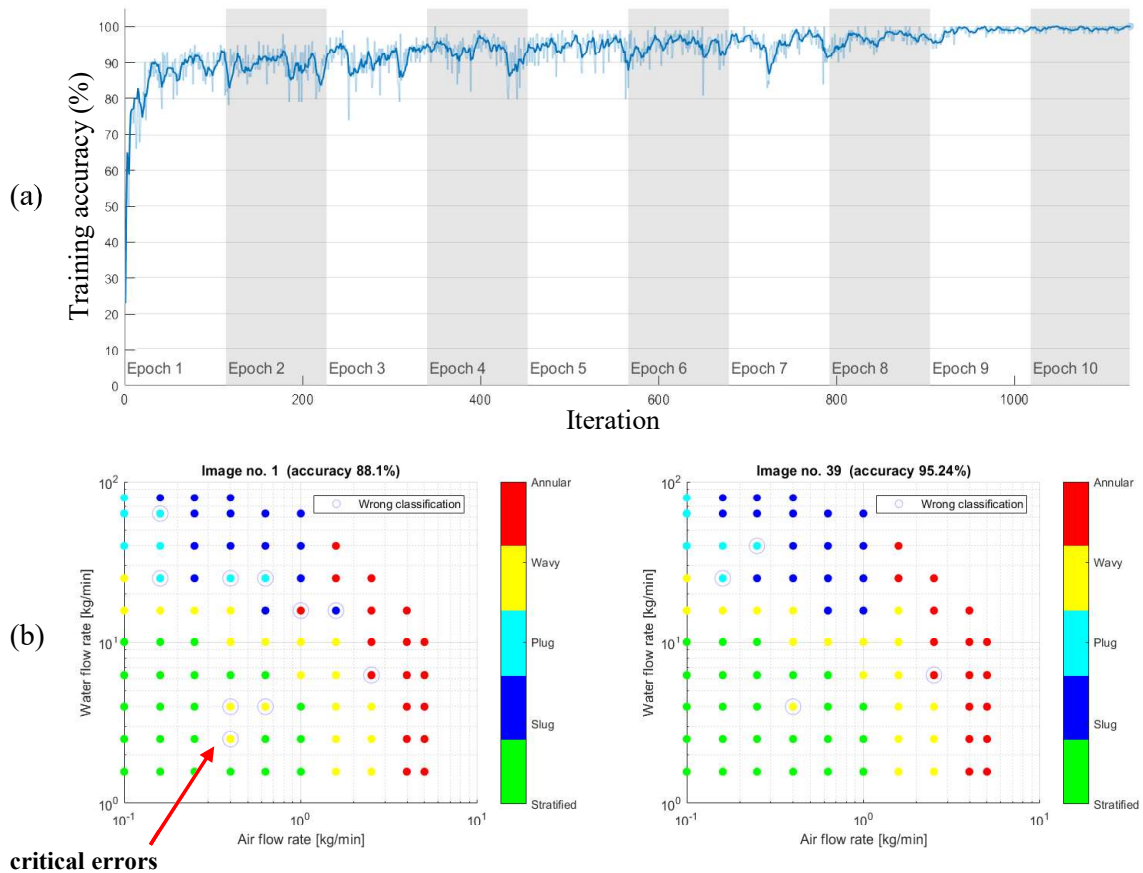 (a)
Training accuracy (%)
100
90
80
70
60
50
40
30
20
10
0
Epoch 1 Epoch 2 Epoch 3 Epoch 4 Epoch 5 Epoch 6 Epoch 7 Epoch 8 Epoch 9 Epoch 10
0 200 400 600 800 1000
Iteration
(b)
Image no. 1 (accuracy 88.1%)
Wrong classification
Water flow rate [kg/min]
10^2
10^1
10^0
10^-1 10^0 10^1
Air flow rate [kg/min]
Annular
Wavy
Plug
Slug
Stratified
critical errors
Image no. 39 (accuracy 95.24%)
Wrong classification
Water flow rate [kg/min]
10^2
10^1
10^0
10^-1 10^0 10^1
Air flow rate [kg/min]
Annular
Wavy
Plug
Slug
Stratified